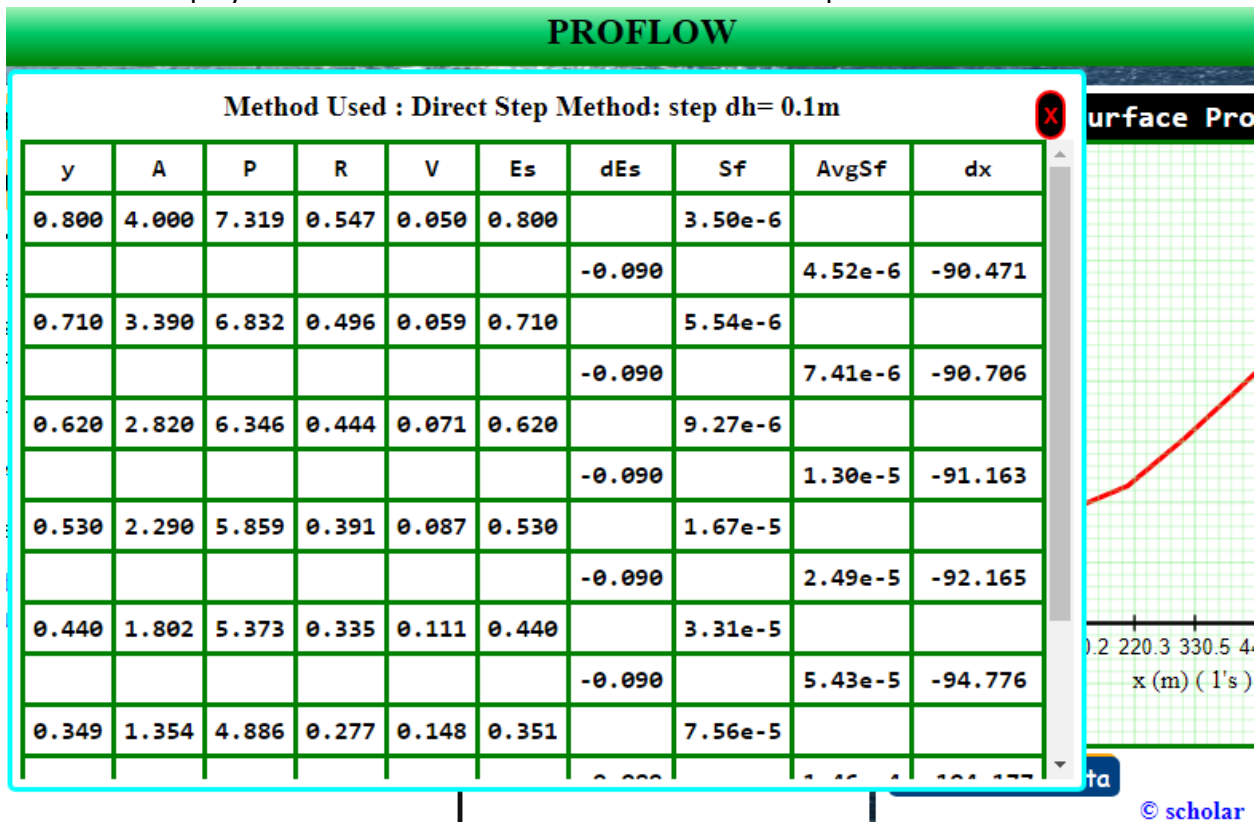 PROFLOW
Method Used : Direct Step Method: step dh= 0.1m
X
urface Pro
y A P R V Es dEs Sf AvgSf dx
0.800 4.000 7.319 0.547 0.050 0.800 3.50e-6
-0.090 4.52e-6 -90.471
0.710 3.390 6.832 0.496 0.059 0.710 5.54e-6
-0.090 7.41e-6 -90.706
0.620 2.820 6.346 0.444 0.071 0.620 9.27e-6
-0.090 1.30e-5 -91.163
0.530 2.290 5.859 0.391 0.087 0.530 1.67e-5
-0.090 2.49e-5 -92.165
0.440 1.802 5.373 0.335 0.111 0.440 3.31e-5
-0.090 5.43e-5 -94.776
0.349 1.354 4.886 0.277 0.148 0.351 7.56e-5
220.3 330.5
x (m) ( 1's )
ta
© scholar